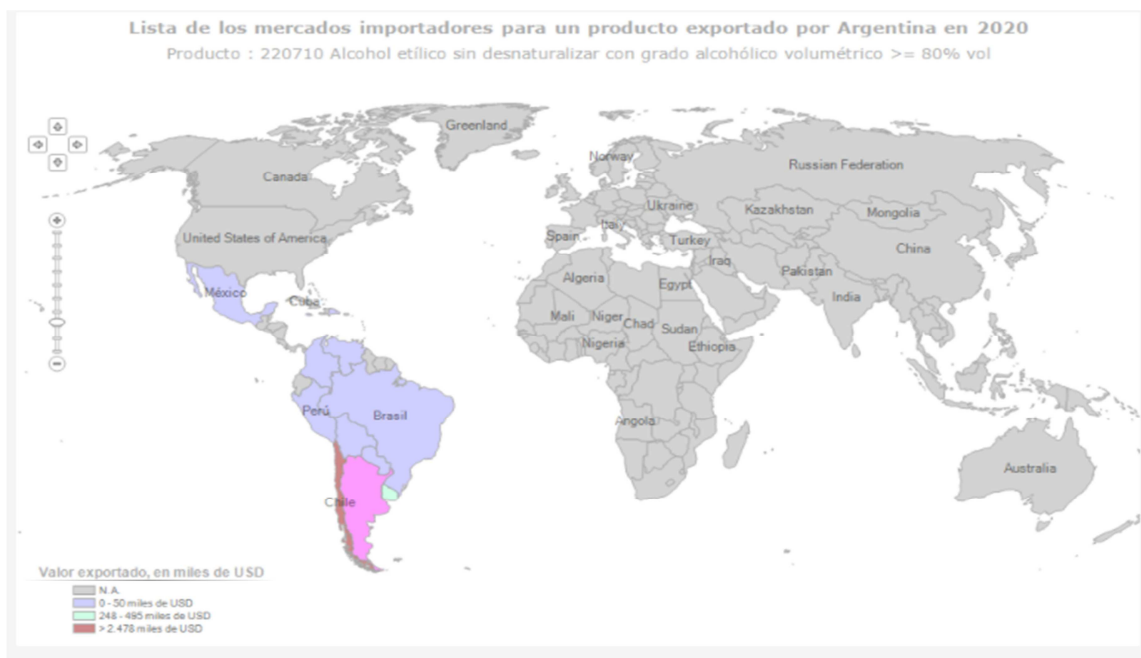 Lista de los mercados importadores para un producto exportado por Argentina en 2020
Producto : 220710 Alcohol etílico sin desnaturalizar con grado alcohólico volumétrico >= 80% vol
Greenland
Norway
Russian Federation
Canada
Ukraine
Kazakhstan
Mongolia
Italy
United States of America
Spain
Turkey
China
Iraq
Pakistan
Algeria
Egypt
México
Cuba
India
Mali
Niger
Chad
Sudan
Nigeria
Ethiopia
Perú
Brasil
Angola
Australia
Chile
Valor exportado, en miles de USD
N.A.
0 - 50 miles de USD
248 - 495 miles de USD
> 2.478 miles de USD